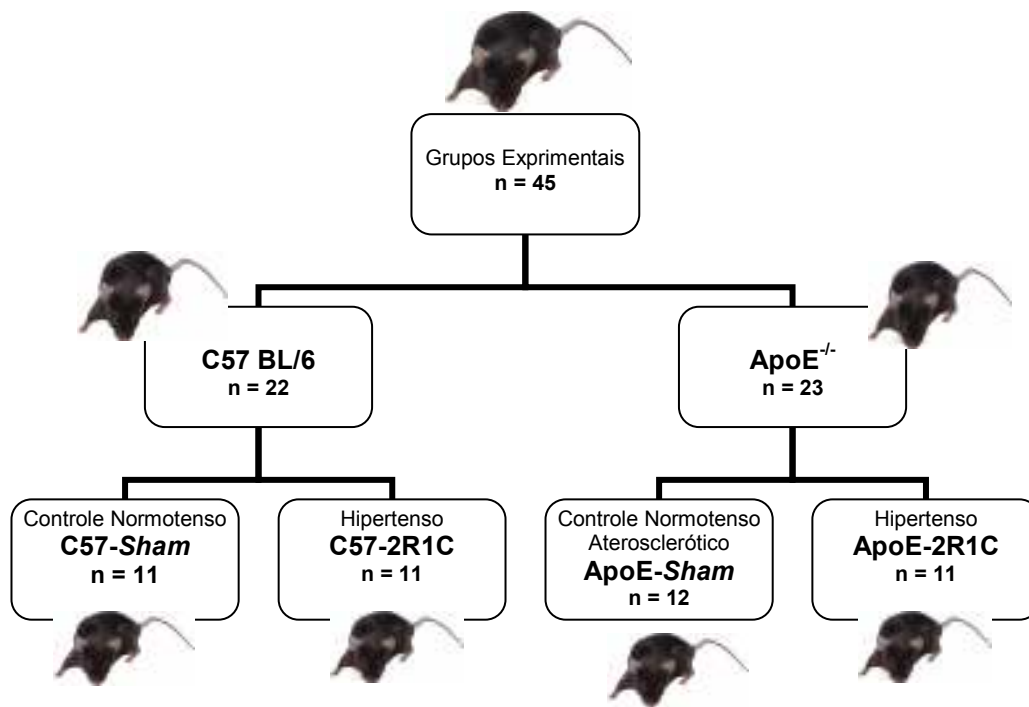 Grupos Exprimentais
n = 45
C57 BL/6
n = 22
ApoE-/-
n = 23
Controle Normotenso
C57-Sham
n = 11
Hipertenso
C57-2R1C
n = 11
Controle Normotenso
Aterosclerótico
ApoE-Sham
n = 12
Hipertenso
ApoE-2R1C
n = 11